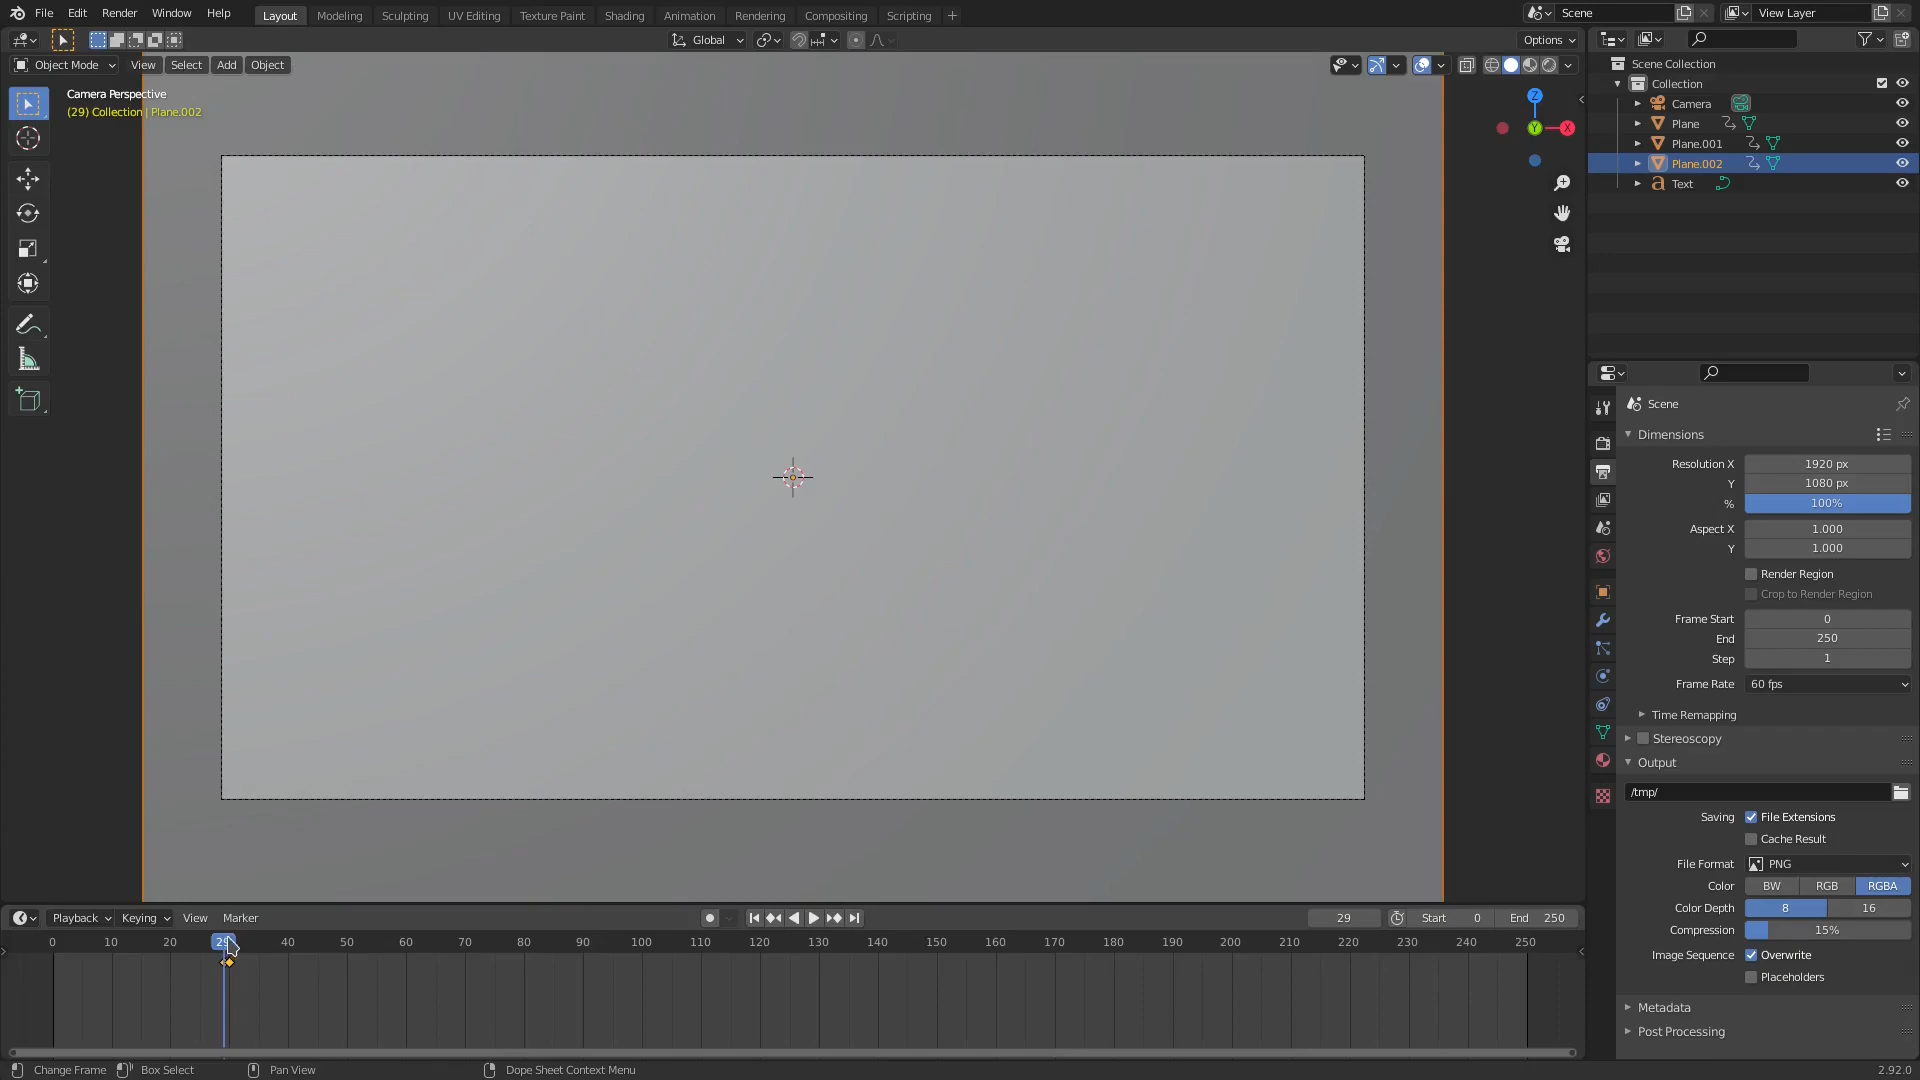 File Edit Render Window Help Layout Modeling Sculpting UV Editing Texture Paint Shading Animation Rendering Compositing Scripting + Scene View Layer
Global Options
Object Mode View Select Add Object
Camera Perspective
(29) Collection | Plane.002
Z
Y X
Scene Collection
Collection
Camera
Plane
Plane.001
Plane.002
Text
Scene
Dimensions
Resolution X 1920 px
Y 1080 px
% 100%
Aspect X 1.000
Y 1.000
Render Region
Crop to Render Region
Frame Start 0
End 250
Step 1
Frame Rate 60 fps
Time Remapping
Stereoscopy
Output
/tmp/
Saving File Extensions
Cache Result
File Format PNG
Color BW RGB RGBA
Color Depth 8 16
Compression 15%
Image Sequence Overwrite
Placeholders
Metadata
Post Processing
Playback Keying View Marker 29 Start 0 End 250
0 10 20 29 40 50 60 70 80 90 100 110 120 130 140 150 160 170 180 190 200 210 220 230 240 250
Change Frame Box Select Pan View Dope Sheet Context Menu 2.92.0